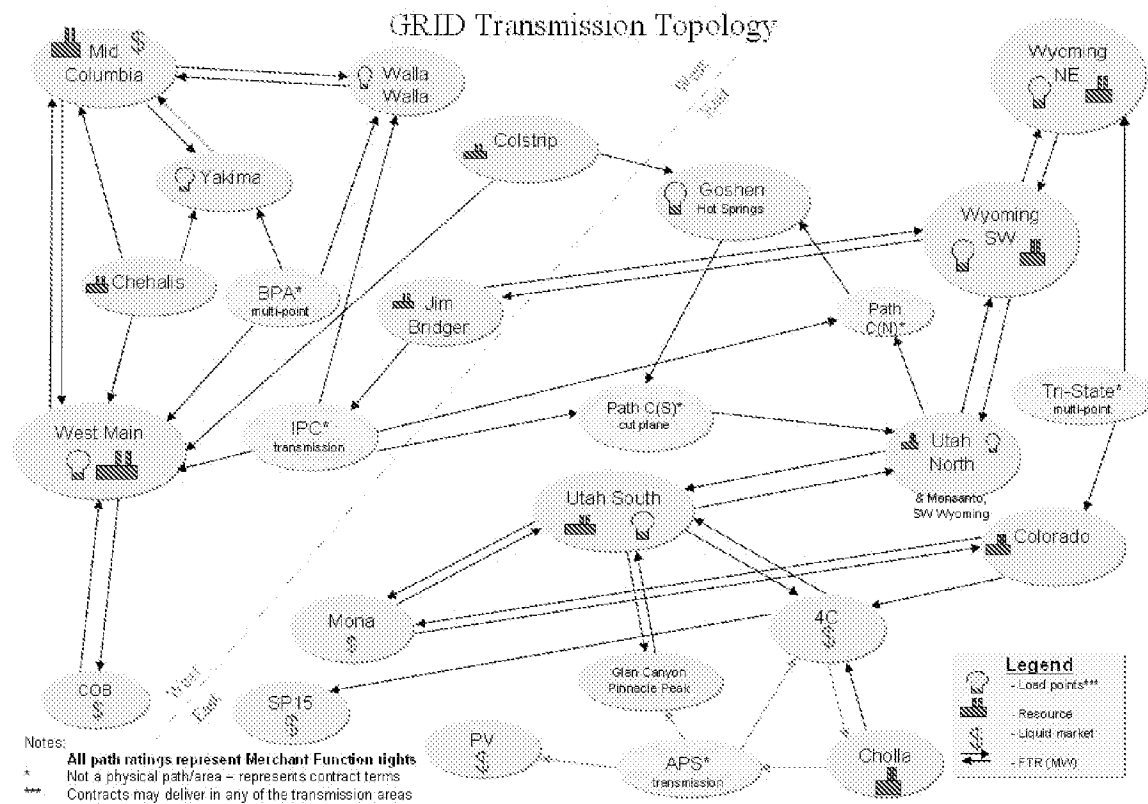 GRID Transmission Topology
Mid
Columbia
$
Walla
Walla
West
East
Wyoming
NE
Colstrip
Yakima
Goshen
Hot Springs
Wyoming
SW
Chehalis
BPA*
multi-point
Jim
Bridger
Path
C(N)*
Tri-State*
multi-point
West Main
IPC*
transmission
Path C(S)*
cut plane
Utah
North
& Monsanto,
SW Wyoming
Utah South
Colorado
Mona
$
4C
$
Glen Canyon
Pinnacle Peak
COB
$
West
East
SP15
$
PV
$
APS*
transmission
Cholla
Legend
- Load points***
- Resource
$ - Liquid market
- FTR (MW)
Notes:
All path ratings represent Merchant Function rights
* Not a physical path/area – represents contract terms
*** Contracts may deliver in any of the transmission areas